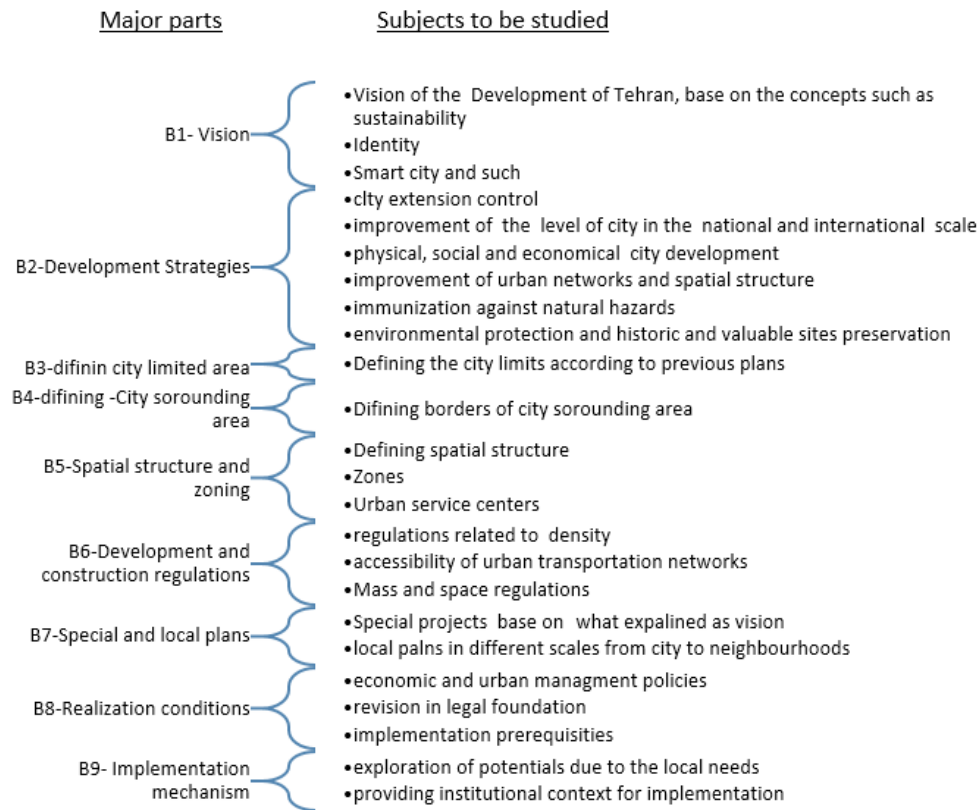 Major parts
Subjects to be studied
B1- Vision
•Vision of the Development of Tehran, base on the concepts such as
sustainability
•Identity
•Smart city and such
B2-Development Strategies
•clty extension control
•improvement of the level of city in the national and international scale
•physical, social and economical city development
•improvement of urban networks and spatial structure
•immunization against natural hazards
•environmental protection and historic and valuable sites preservation
B3-difinin city limited area
•Defining the city limits according to previous plans
B4-difining -City sorounding
area
•Difining borders of city sorounding area
B5-Spatial structure and
zoning
•Defining spatial structure
•Zones
•Urban service centers
B6-Development and
construction regulations
•regulations related to density
•accessibility of urban transportation networks
•Mass and space regulations
B7-Special and local plans
•Special projects base on what expalined as vision
•local palns in different scales from city to neighbourhoods
B8-Realization conditions
•economic and urban managment policies
•revision in legal foundation
•implementation prerequisities
B9- Implementation
mechanism
•exploration of potentials due to the local needs
•providing institutional context for implementation